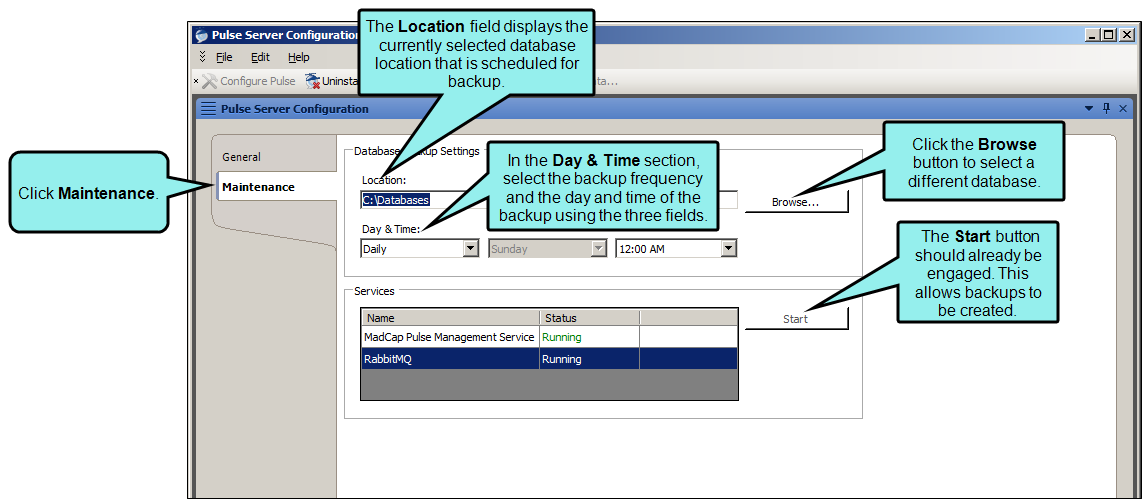 The Location field displays the
currently selected database
location that is scheduled for
backup.
Pulse Server Configuration
File Edit Help
Configure Pulse
Pulse Server Configuration
Click Maintenance.
General
Maintenance
Database Backup Settings
Location:
C:\Databases
Browse...
In the Day & Time section,
select the backup frequency
and the day and time of the
backup using the three fields.
Click the Browse
button to select a
different database.
Day & Time:
Daily Sunday 12:00 AM
The Start button
should already be
engaged. This
allows backups to
be created.
Services
Name Status
MadCap Pulse Management Service Running
RabbitMQ Running
Start